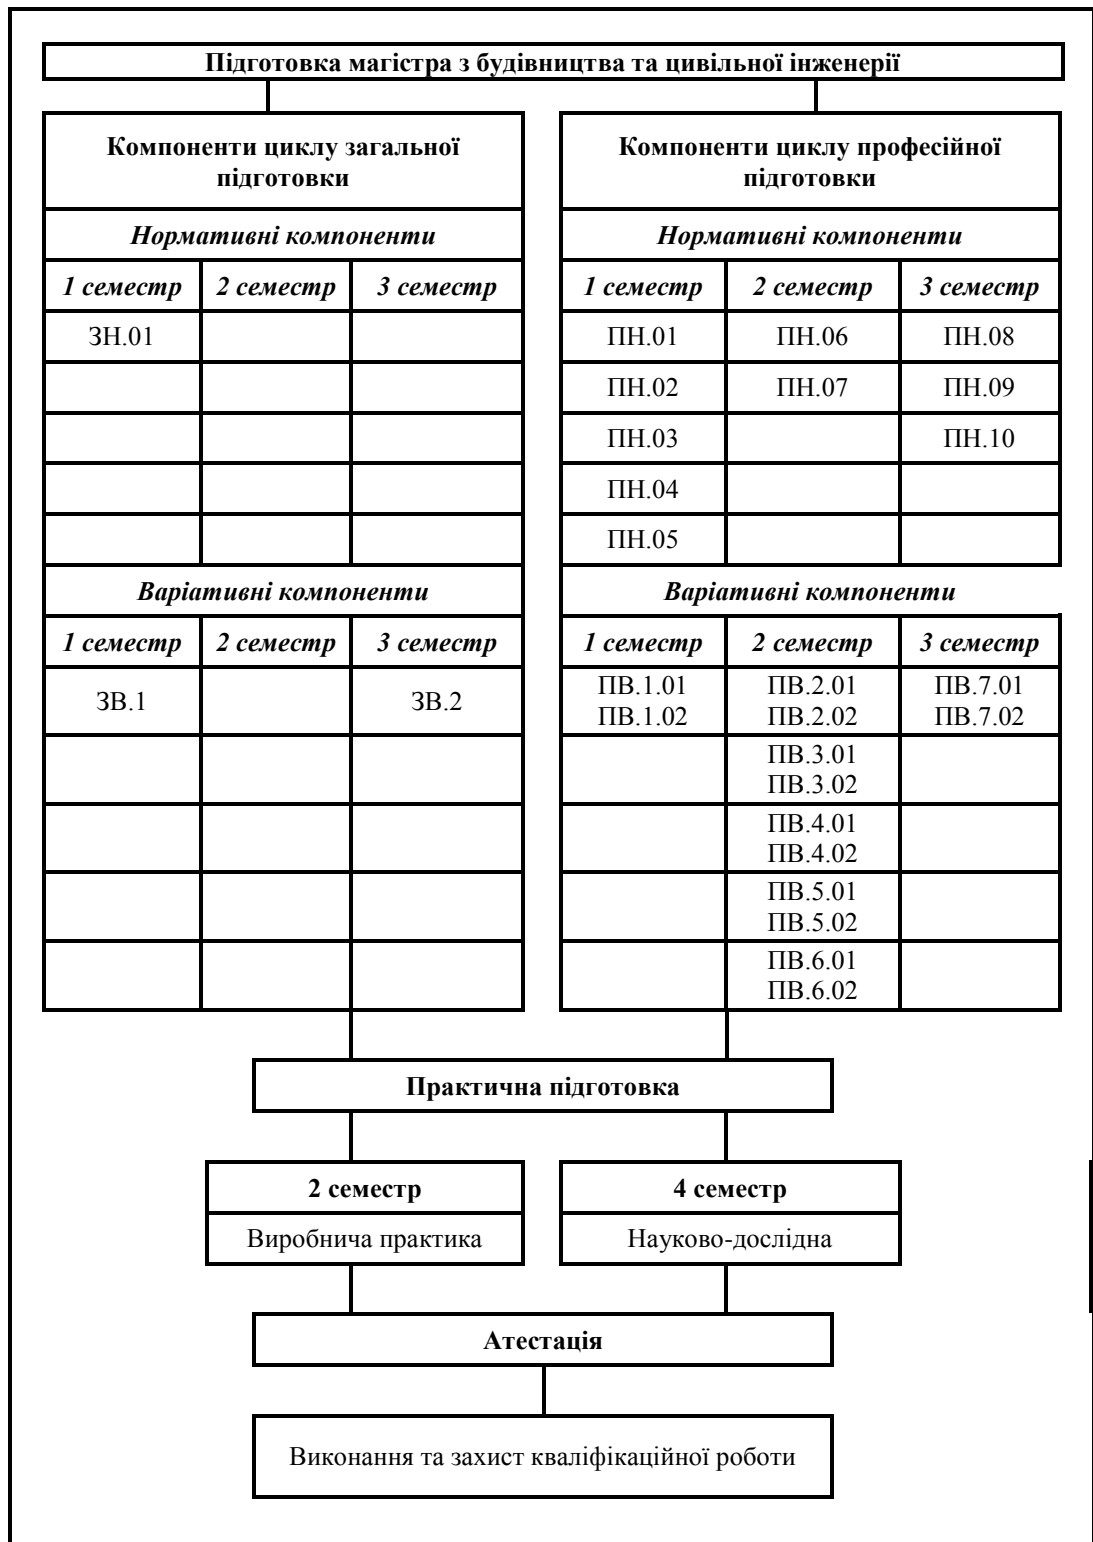 Підготовка магістра з будівництва та цивільної інженерії
Компоненти циклу загальної
підготовки
Нормативні компоненти
1 семестр 2 семестр 3 семестр
ЗН.01
Варіативні компоненти
1 семестр 2 семестр 3 семестр
ЗВ.1 ЗВ.2
Компоненти циклу професійної
підготовки
Нормативні компоненти
1 семестр 2 семестр 3 семестр
ПН.01 ПН.06 ПН.08
ПН.02 ПН.07 ПН.09
ПН.03 ПН.10
ПН.04
ПН.05
Варіативні компоненти
1 семестр 2 семестр 3 семестр
ПВ.1.01 ПВ.2.01 ПВ.7.01
ПВ.1.02 ПВ.2.02 ПВ.7.02
ПВ.3.01
ПВ.3.02
ПВ.4.01
ПВ.4.02
ПВ.5.01
ПВ.5.02
ПВ.6.01
ПВ.6.02
Практична підготовка
2 семестр
Виробнича практика
4 семестр
Науково-дослідна
Атестація
Виконання та захист кваліфікаційної роботи